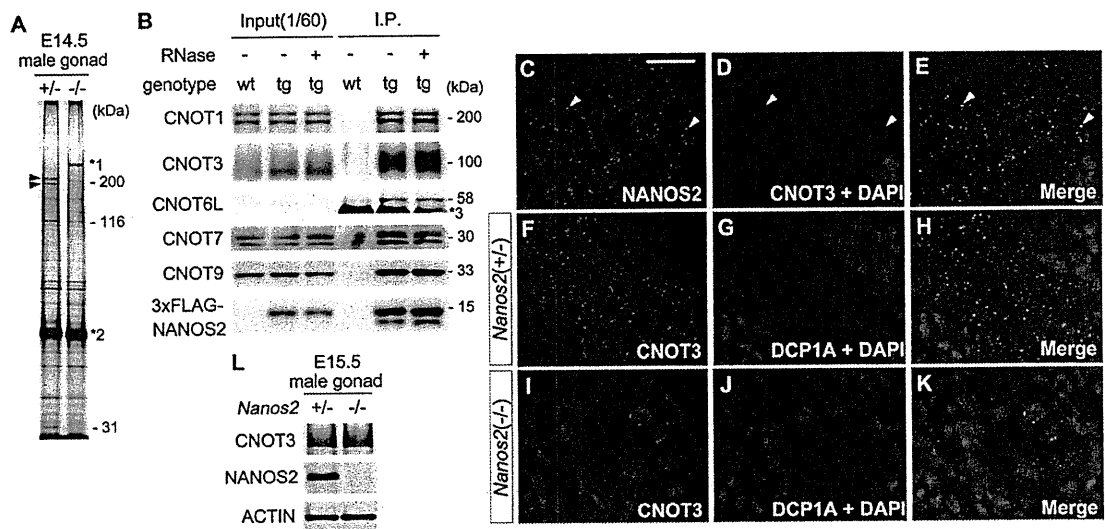 A
E14.5
male gonad
+/- -/-
(kDa)
*1
- 200
- 116
*2
- 31
B
Input(1/60) I.P.
RNase - - + - - +
genotype wt tg tg wt tg tg (kDa)
CNOT1 - 200
CNOT3 - 100
CNOT6L - 58
*3
CNOT7 - 30
CNOT9 - 33
3xFLAG- - 15
NANOS2
L
E15.5
male gonad
Nanos2 +/- -/-
CNOT3
NANOS2
ACTIN
C D E
NANOS2 CNOT3 + DAPI Merge
Nanos2(+/-)
F G H
CNOT3 DCP1A + DAPI Merge
Nanos2(-/-)
I J K
CNOT3 DCP1A + DAPI Merge